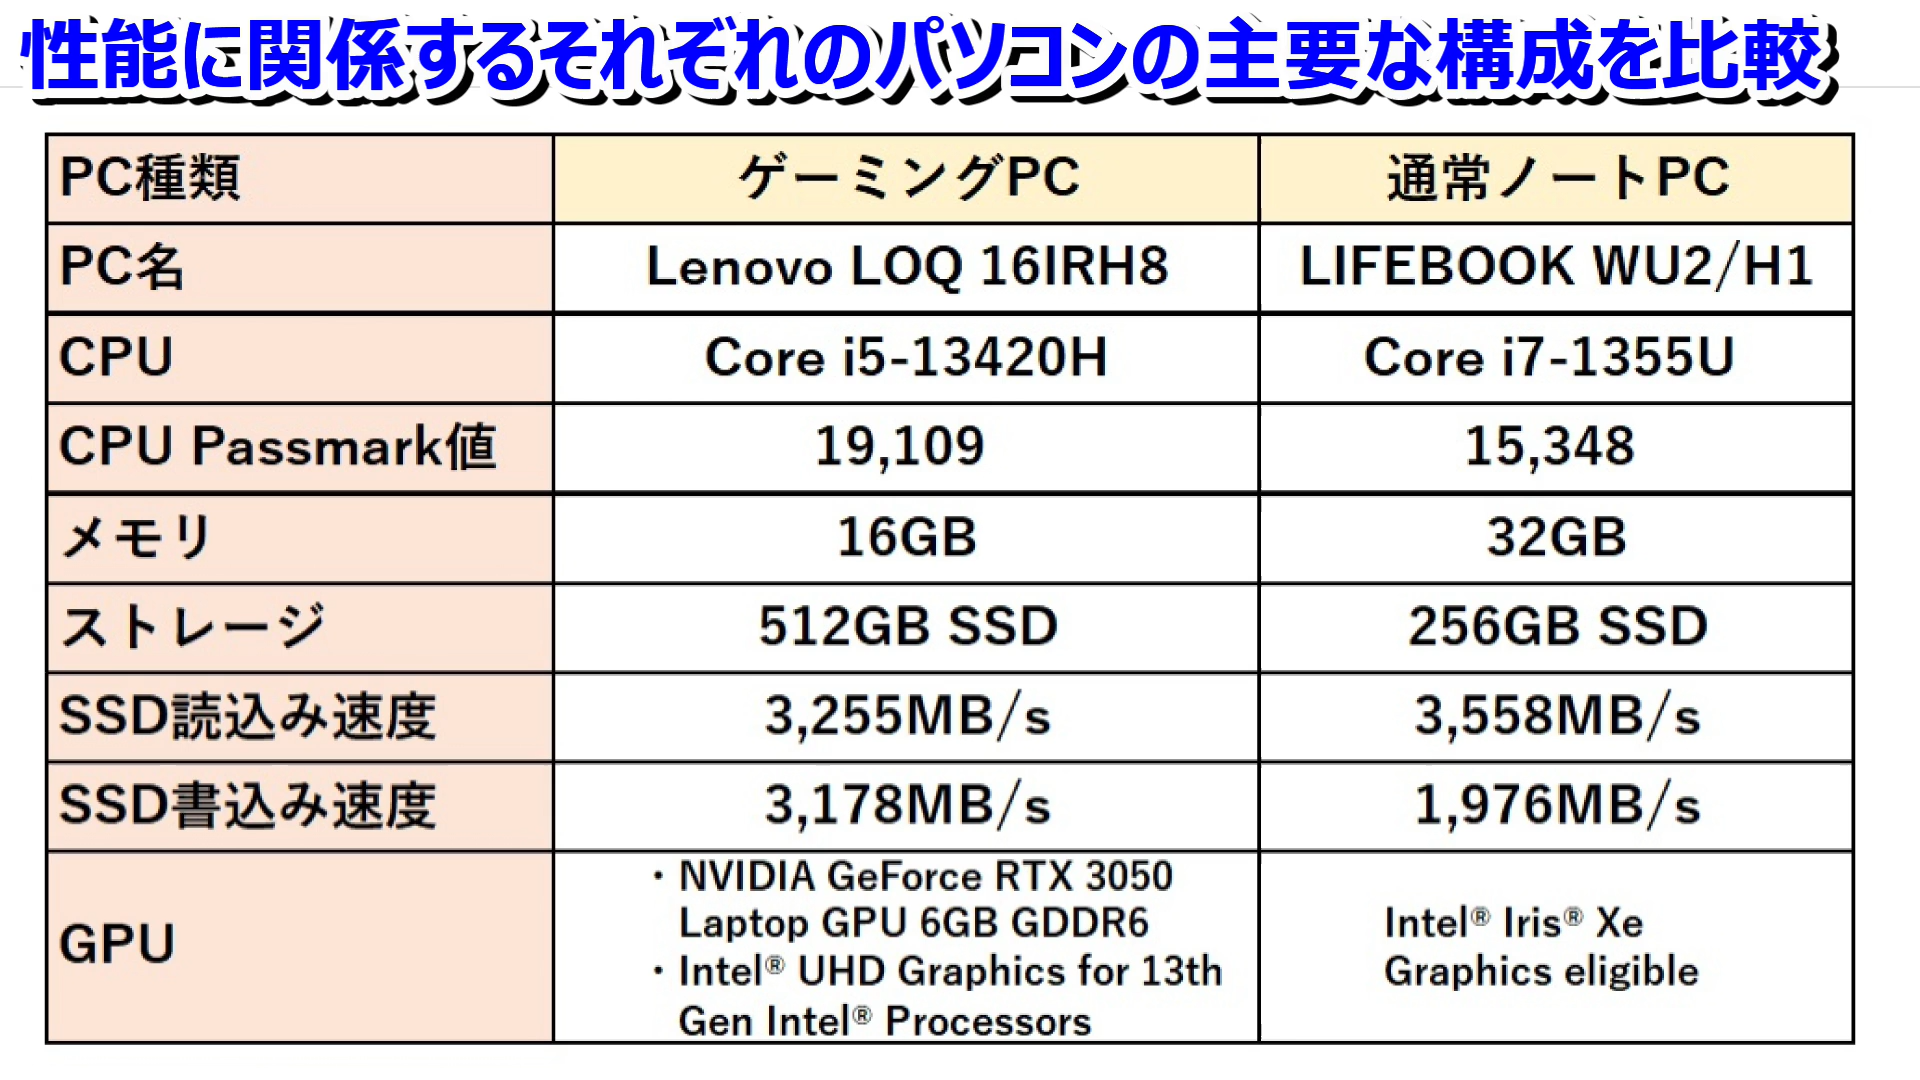 性能に関係するそれぞれのパソコンの主要な構成を比較
PC種類 ゲーミングPC 通常ノートPC
PC名 Lenovo LOQ 16IRH8 LIFEBOOK WU2/H1
CPU Core i5-13420H Core i7-1355U
CPU Passmark値 19,109 15,348
メモリ 16GB 32GB
ストレージ 512GB SSD 256GB SSD
SSD読込み速度 3,255MB/s 3,558MB/s
SSD書込み速度 3,178MB/s 1,976MB/s
GPU
・NVIDIA GeForce RTX 3050
Laptop GPU 6GB GDDR6
・Intel® UHD Graphics for 13th
Gen Intel® Processors
Intel® Iris® Xe
Graphics eligible